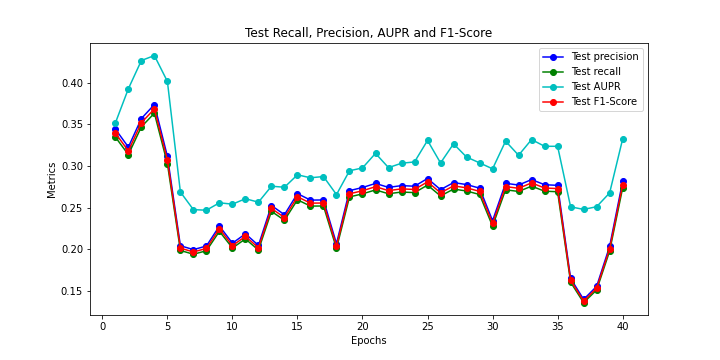 Test Recall, Precision, AUPR and F1-Score
Test precision
Test recall
Test AUPR
Test F1-Score
Metrics
0.40
0.35
0.30
0.25
0.20
0.15
0 5 10 15 20 25 30 35 40
Epochs